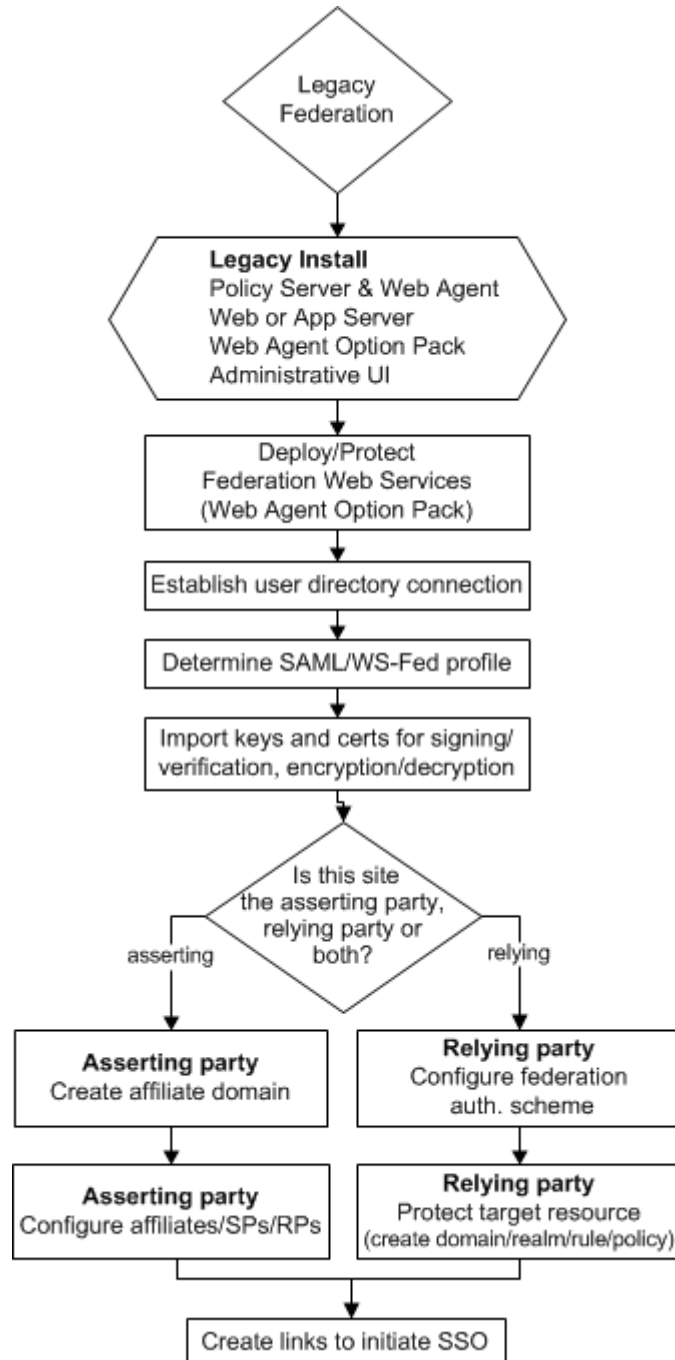 Legacy
Federation
Legacy Install
Policy Server & Web Agent
Web or App Server
Web Agent Option Pack
Administrative UI
Deploy/Protect
Federation Web Services
(Web Agent Option Pack)
Establish user directory connection
Determine SAML/WS-Fed profile
Import keys and certs for signing/
verification, encryption/decryption
Is this site
the asserting party,
relying party or
both?
asserting
relying
Asserting party
Create affiliate domain
Relying party
Configure federation
auth. scheme
Asserting party
Configure affiliates/SPs/RPs
Relying party
Protect target resource
(create domain/realm/rule/policy)
Create links to initiate SSO